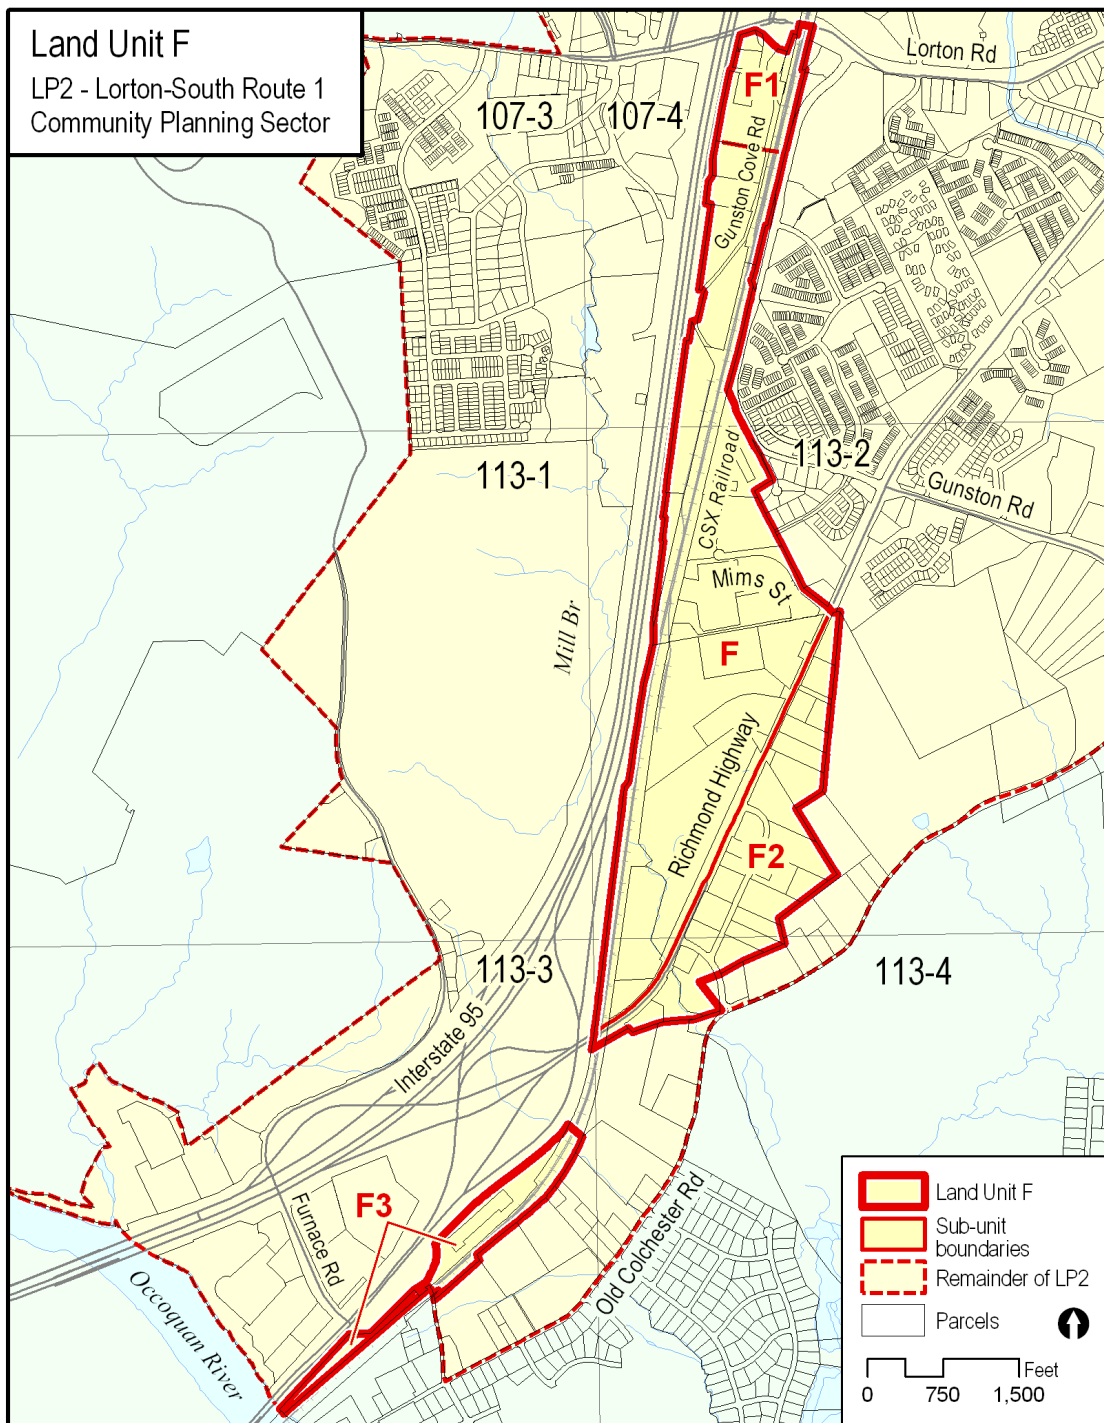 Land Unit F
LP2 - Lorton-South Route 1
Community Planning Sector
Lorton Rd
F1
107-3
107-4
Gunston Cove Rd
113-2
113-1
CSX Railroad
Gunston Rd
Mims St
Mill Br
F
Richmond Highway
F2
113-3
113-4
Interstate 95
F3
Furnace Rd
Old Colchester Rd
Occoquan River
Land Unit F
Sub-unit
boundaries
Remainder of LP2
Parcels
Feet
0 750 1,500